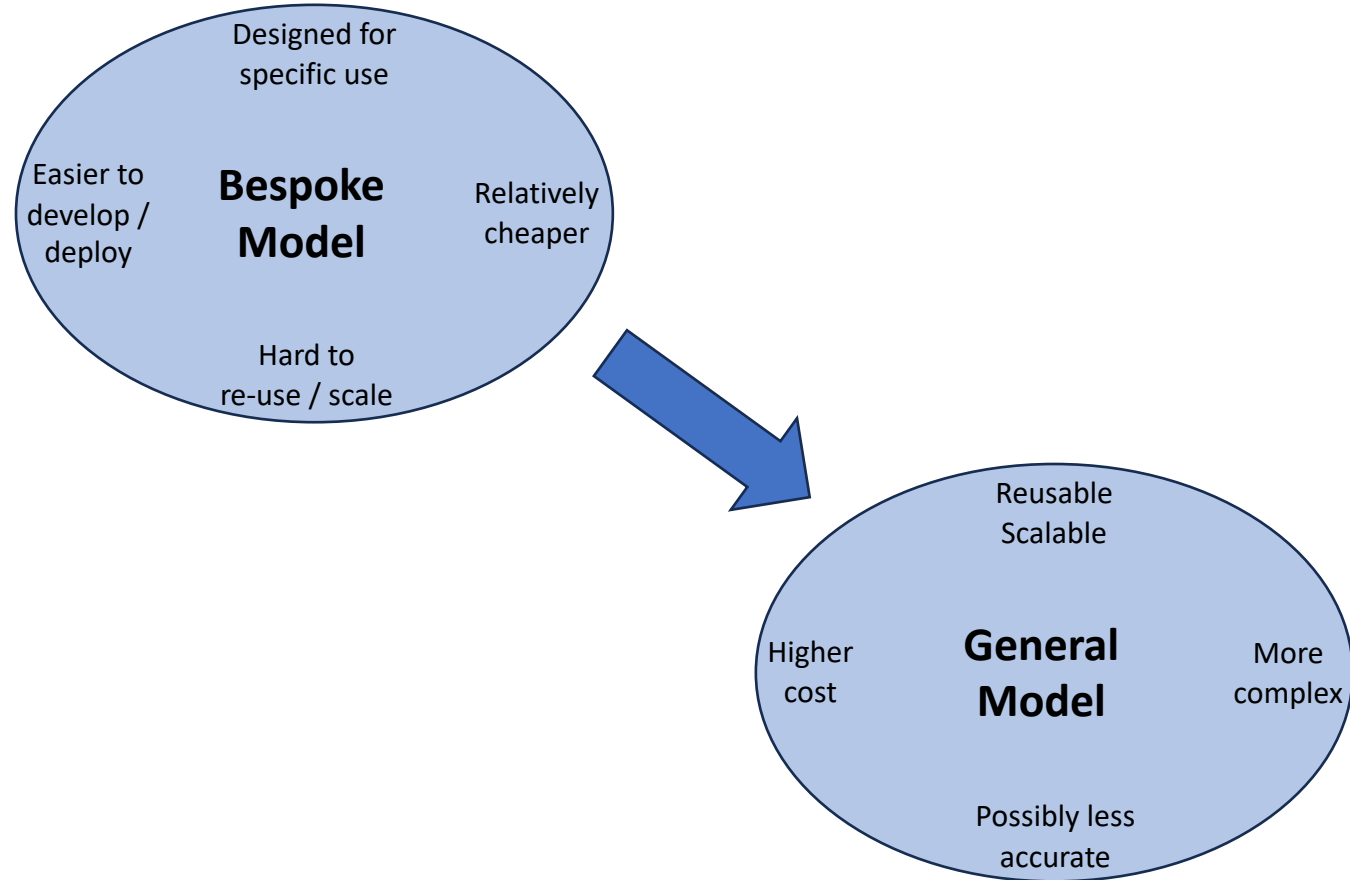 Designed for
specific use
Easier to
develop /
deploy
Bespoke
Model
Relatively
cheaper
Hard to
re-use / scale
Reusable
Scalable
Higher
cost
General
Model
More
complex
Possibly less
accurate